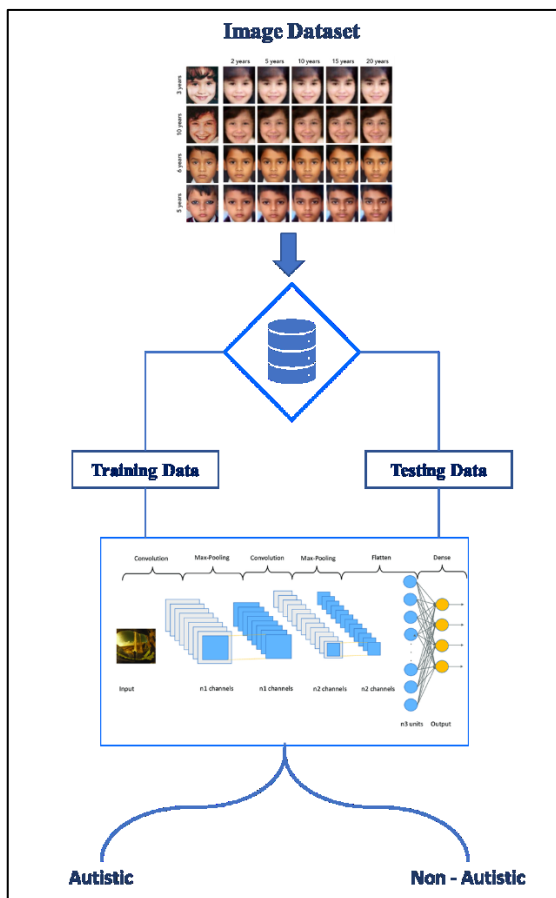 Image Dataset
2 years 5 years 10 years 15 years 20 years
3 years
10 years
6 years
5 years
Training Data
Testing Data
Convolution Max-Pooling Convolution Max-Pooling Flatten Dense
Input n1 channels n1 channels n2 channels n2 channels
n3 units Output
Autistic
Non - Autistic